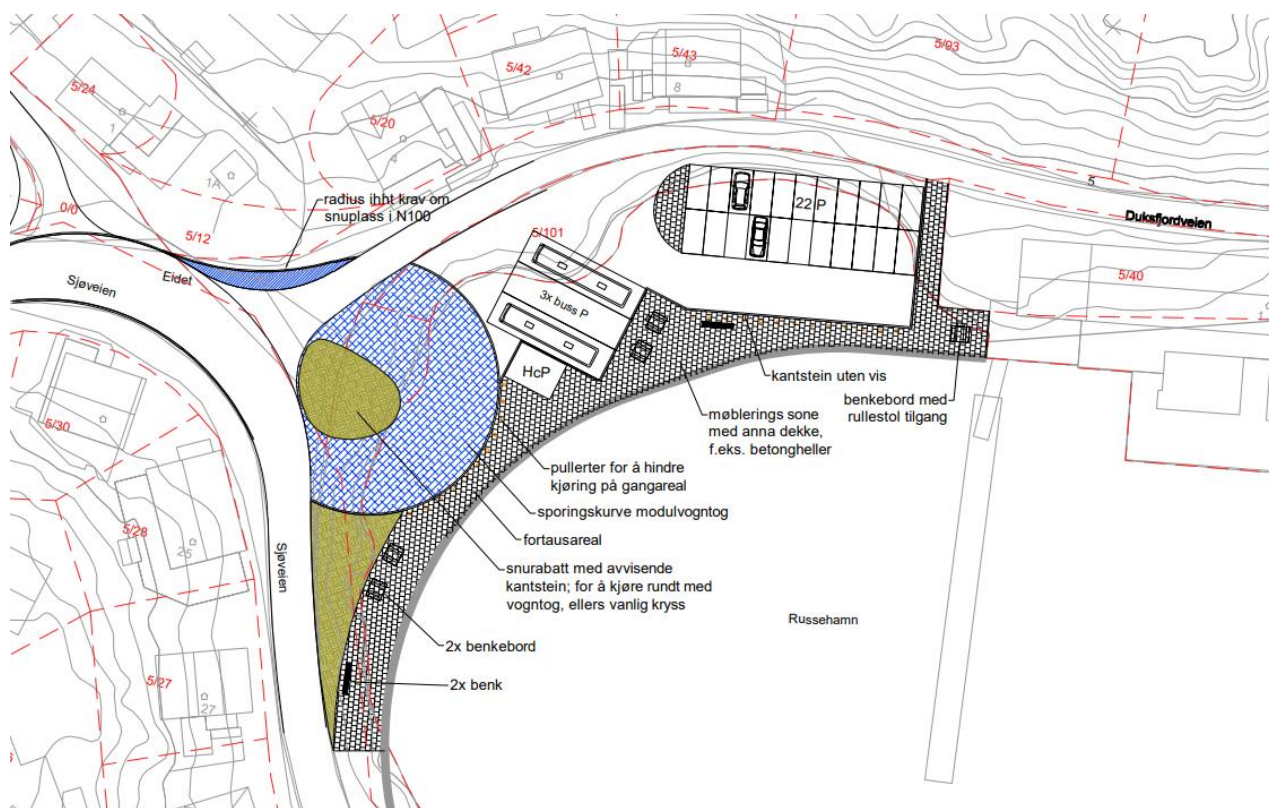 5/93
5/43
5/42
8
5/24
1
5/20
4
1A
radius ihht krav om
snuplass i N100
0/0
5/12
22 P
5
Duksfjordveien
5/101
5/40
Eidet
Sjøveien
3x buss P
HcP
kantstein uten vis
benkebord med
rullestol tilgang
møblerings sone
med anna dekke,
f.eks. betongheller
5/30
pullerter for å hindre
kjøring på gangareal
sporingskurve modulvogntog
fortausareal
5/28
25
Sjøveien
snurabatt med avvisende
kantstein; for å kjøre rundt med
vogntog, ellers vanlig kryss
Russehamn
2x benkebord
5/27
2x benk
27